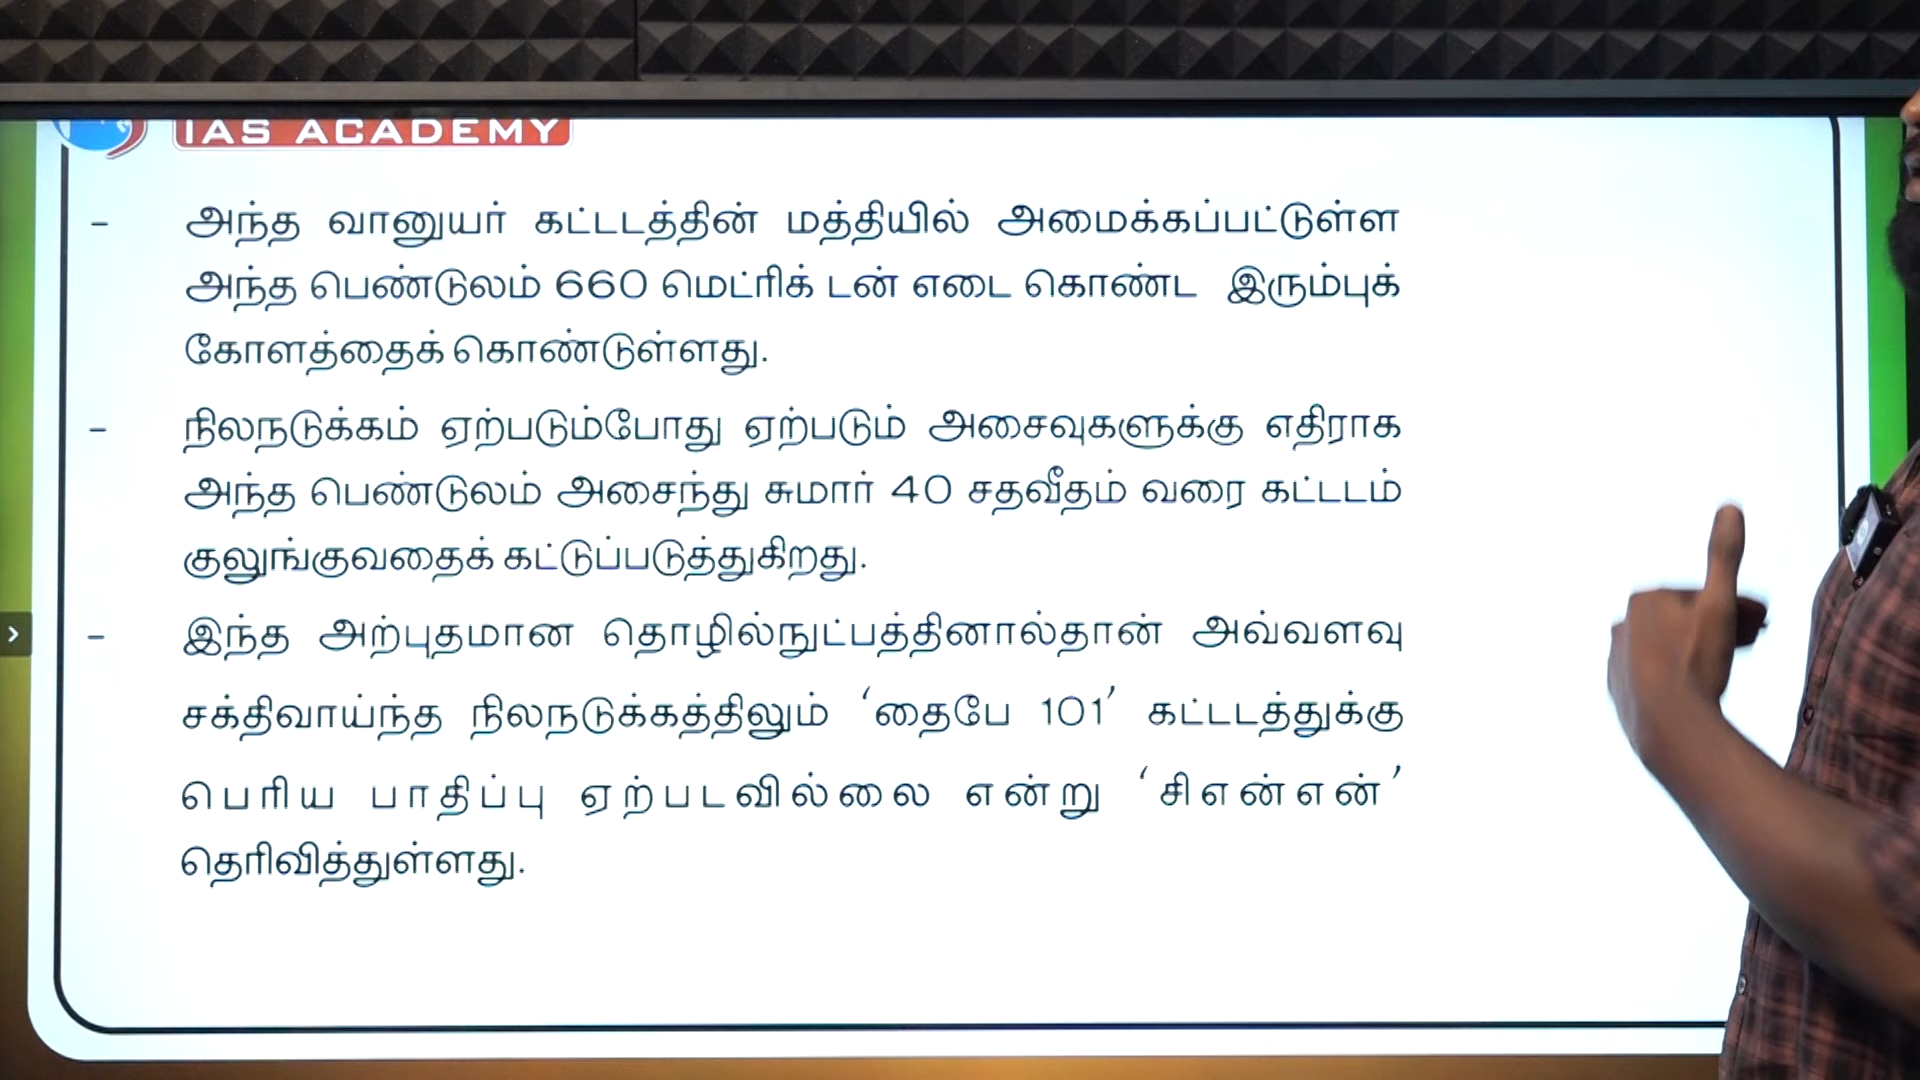 IAS ACADEMY
- அந்த வானுயர் கட்டடத்தின் மத்தியில் அமைக்கப்பட்டுள்ள
அந்த பெண்டுலம் 660 மெட்ரிக் டன் எடை கொண்ட இரும்புக்
கோளத்தைக் கொண்டுள்ளது.
- நிலநடுக்கம் ஏற்படும்போது ஏற்படும் அசைவுகளுக்கு எதிராக
அந்த பெண்டுலம் அசைந்து சுமார் 40 சதவீதம் வரை கட்டடம்
குலுங்குவதைக் கட்டுப்படுத்துகிறது.
- இந்த அற்புதமான தொழில்நுட்பத்தினால்தான் அவ்வளவு
சக்திவாய்ந்த நிலநடுக்கத்திலும் ‘தைபே 101’ கட்டடத்துக்கு
பெரிய பாதிப்பு ஏற்படவில்லை என்று ‘சிஎன்என்’
தெரிவித்துள்ளது.